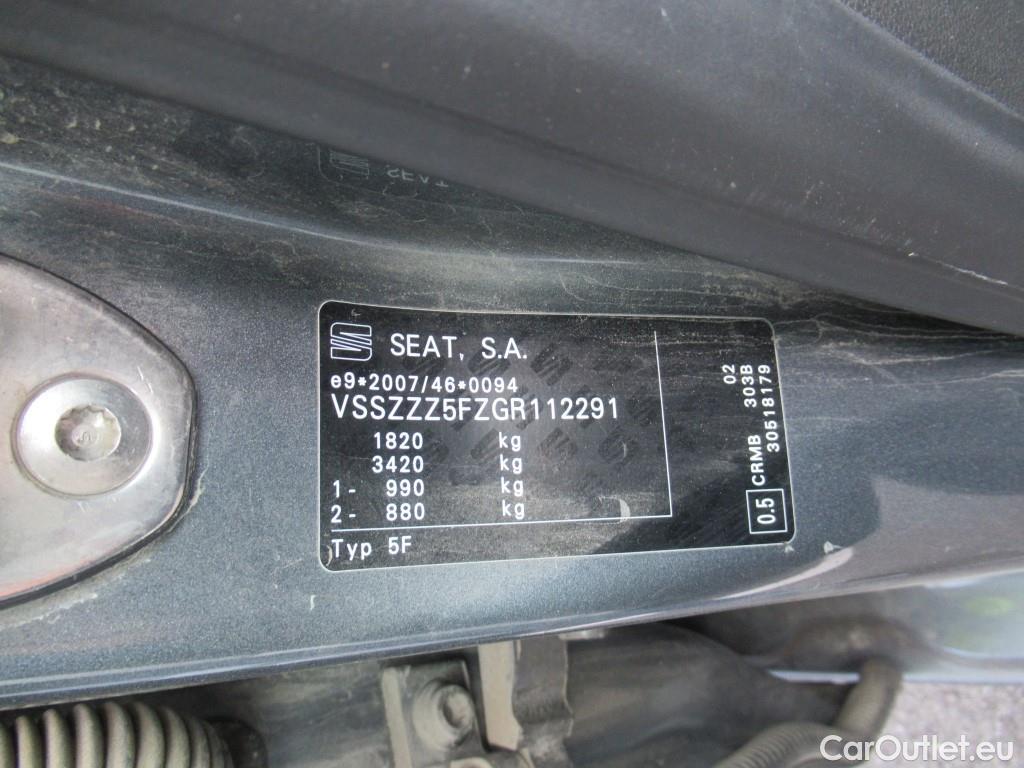 SEAT, S.A.
e9*2007/46*0094
VSSZZZ5FZGR112291
1820 kg
3420 kg
1- 990 kg
2- 880 kg
Typ 5F
0.5 CRMB 303B 02
30518179
SEAT
CarOutlet.eu